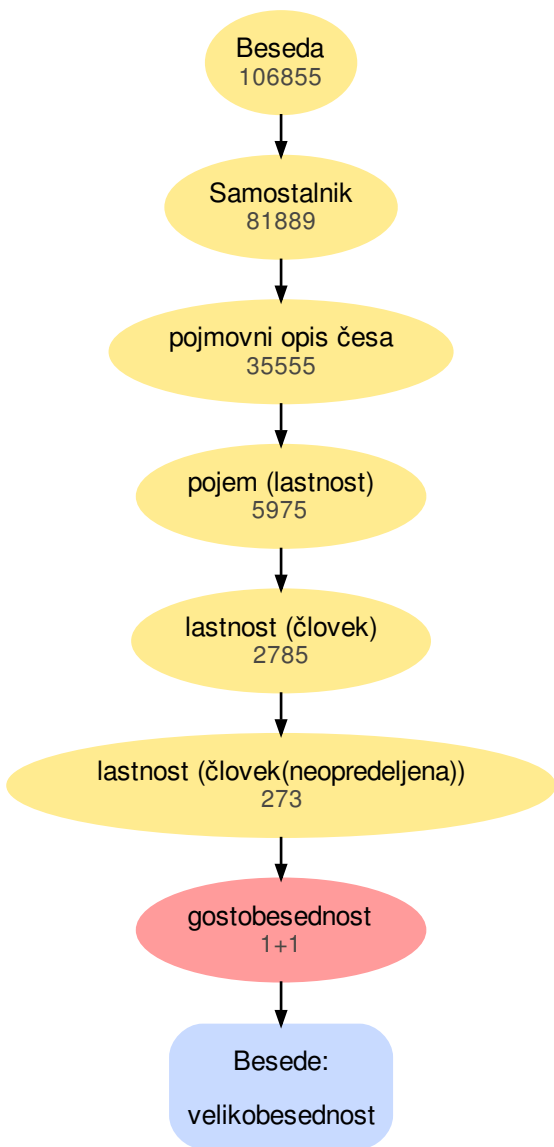 Beseda
106855
Samostalnik
81889
pojmovni opis česa
35555
pojem (lastnost)
5975
lastnost (človek)
2785
lastnost (človek(neopredeljena))
273
gostobesednost
1+1
Besede:
velikobesednost